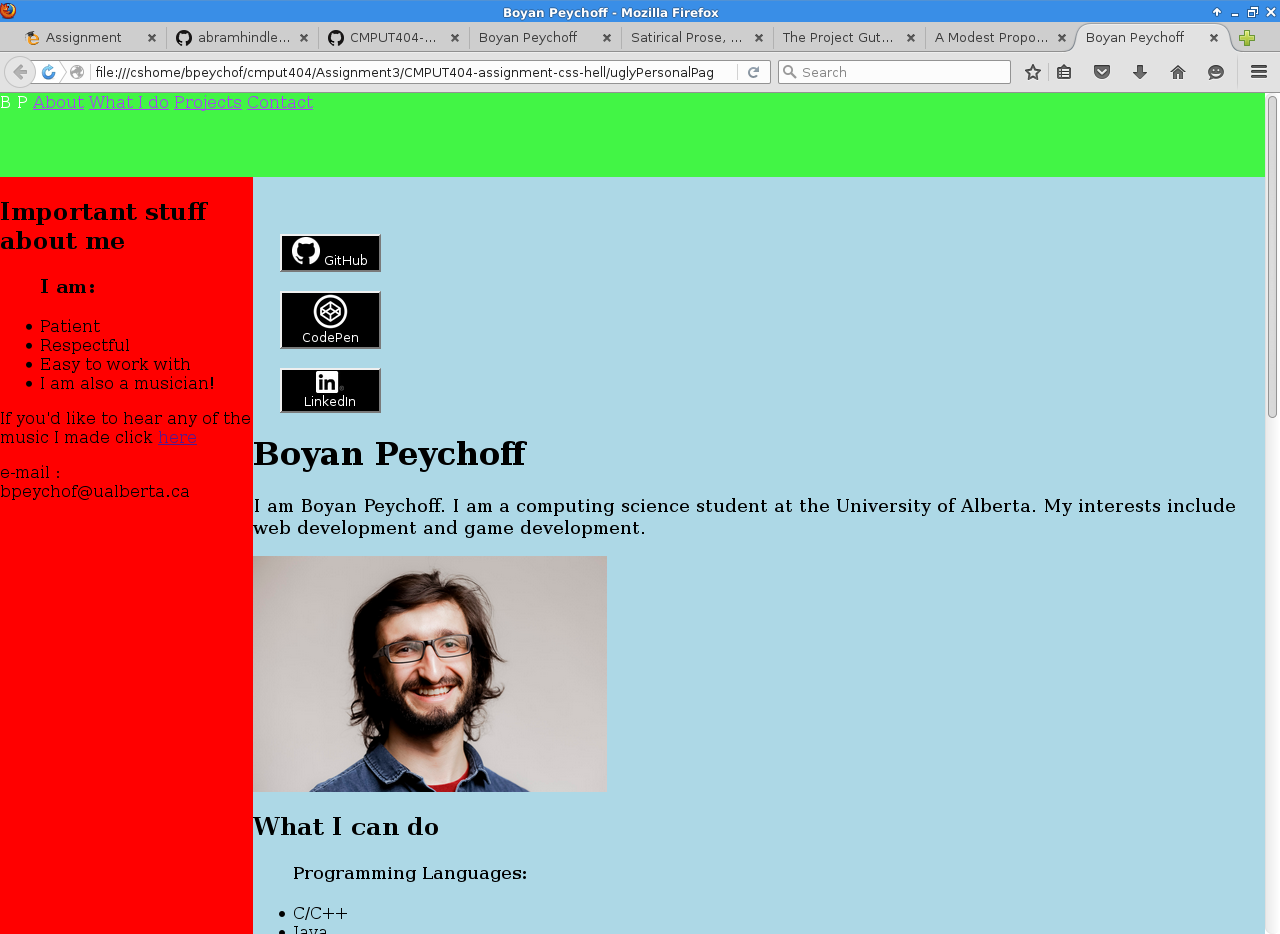 Boyan Peychoff - Mozilla Firefox
Assignment
abramhindle...
CMPUT404-...
Boyan Peychoff
Satirical Prose, ...
The Project Gut...
A Modest Propo...
Boyan Peychoff
file:///cshome/bpeychof/cmput404/Assignment3/CMPUT404-assignment-css-hell/uglyPersonalPag
Search
B P About What I do Projects Contact
Important stuff
about me
I am:
Patient
Respectful
Easy to work with
I am also a musician!
If you'd like to hear any of the
music I made click here
e-mail :
bpeychof@ualberta.ca
GitHub
CodePen
in
LinkedIn
Boyan Peychoff
I am Boyan Peychoff. I am a computing science student at the University of Alberta. My interests include
web development and game development.
What I can do
Programming Languages:
C/C++
Java